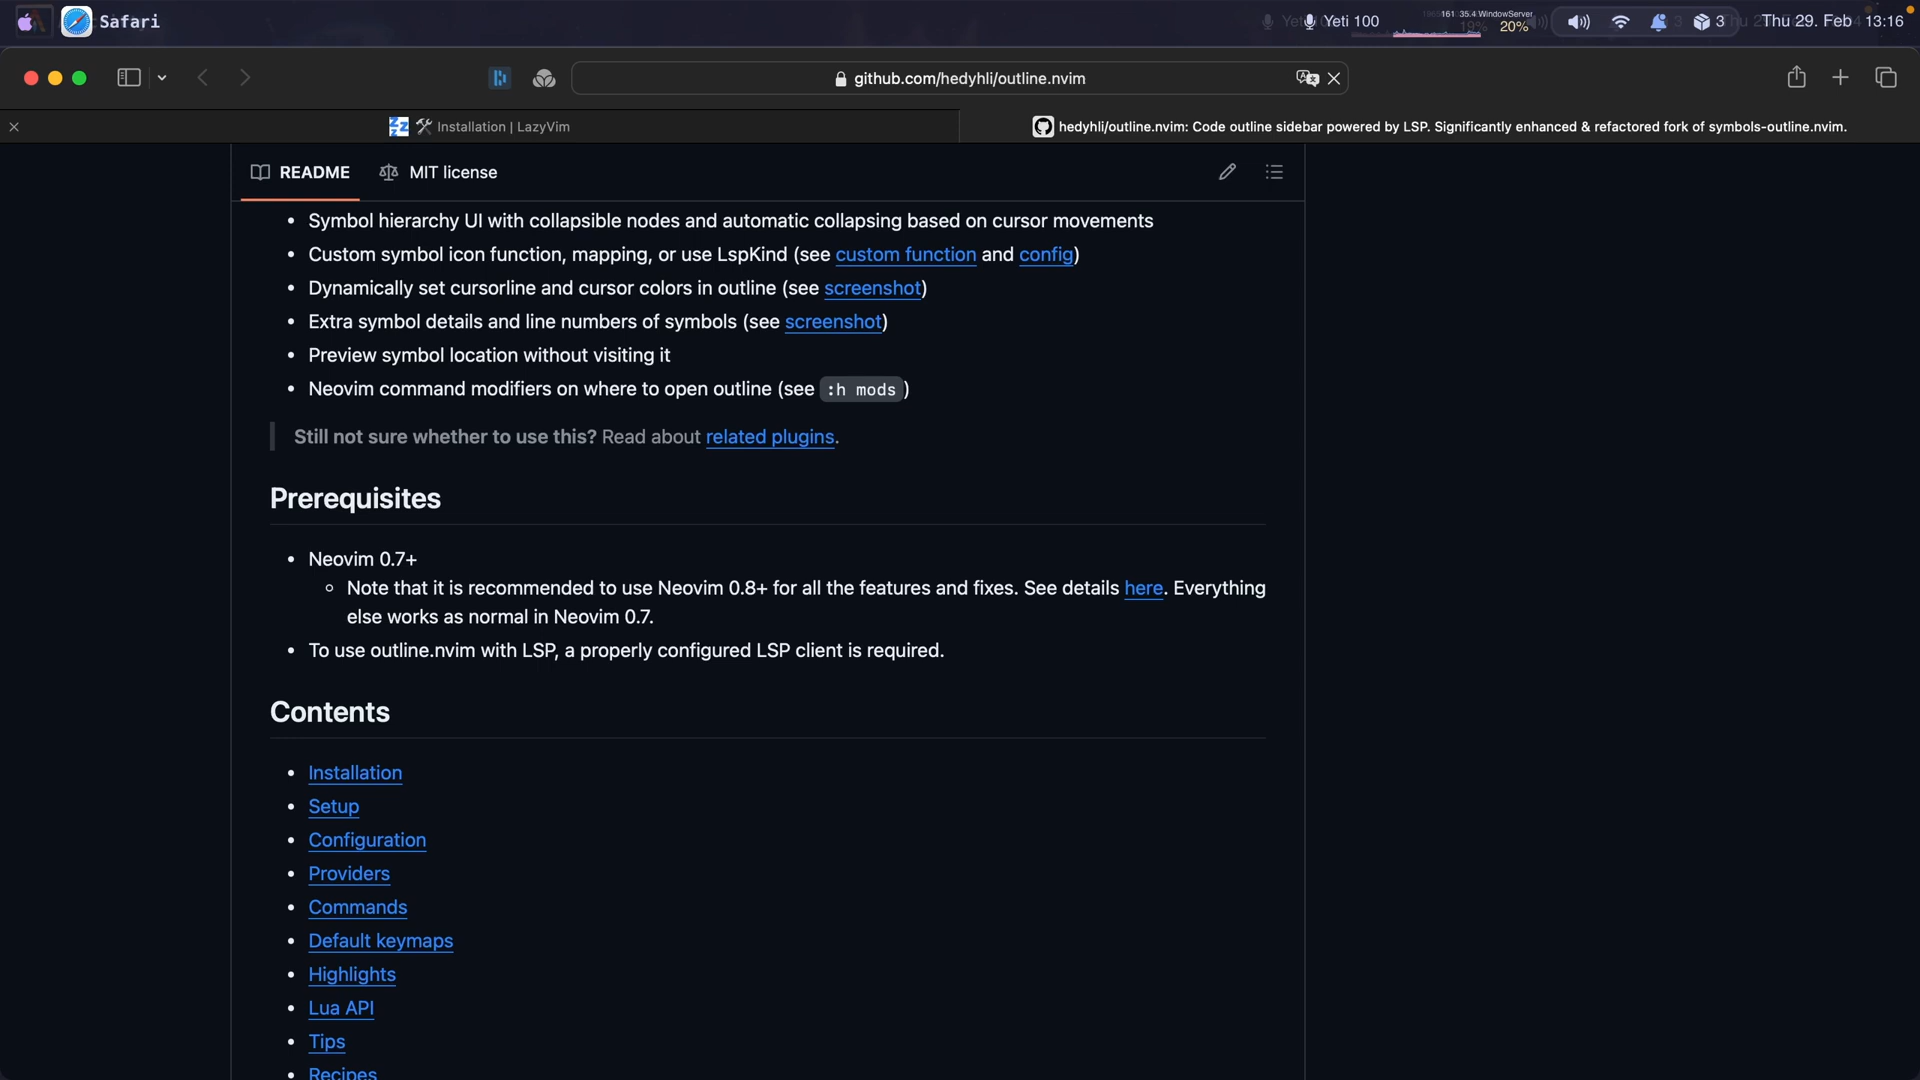 Safari
Yeti 100
161 35.4 WindowServer
20%
3
Thu 29. Feb 13:16
github.com/hedyhli/outline.nvim
Installation | LazyVim
hedyhli/outline.nvim: Code outline sidebar powered by LSP. Significantly enhanced & refactored fork of symbols-outline.nvim.
README
MIT license
• Symbol hierarchy UI with collapsible nodes and automatic collapsing based on cursor movements
• Custom symbol icon function, mapping, or use LspKind (see custom function and config)
• Dynamically set cursorline and cursor colors in outline (see screenshot)
• Extra symbol details and line numbers of symbols (see screenshot)
• Preview symbol location without visiting it
• Neovim command modifiers on where to open outline (see :h mods )
Still not sure whether to use this? Read about related plugins.
Prerequisites
• Neovim 0.7+
◦ Note that it is recommended to use Neovim 0.8+ for all the features and fixes. See details here. Everything
else works as normal in Neovim 0.7.
• To use outline.nvim with LSP, a properly configured LSP client is required.
Contents
• Installation
• Setup
• Configuration
• Providers
• Commands
• Default keymaps
• Highlights
• Lua API
• Tips
• Recipes